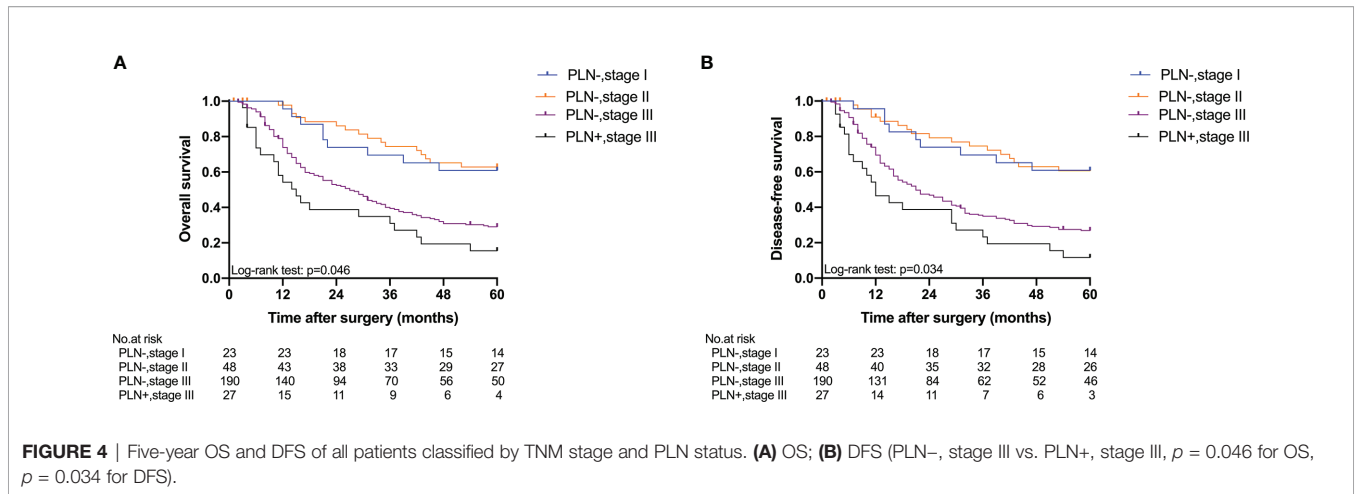 A
PLN-,stage I
PLN-,stage II
PLN-,stage III
PLN+,stage III
Overall survival
1.0
0.8
0.6
0.4
0.2
0.0
Log-rank test: p=0.046
0 12 24 36 48 60
Time after surgery (months)
No.at risk
PLN-,stage I 23 23 18 17 15 14
PLN-,stage II 48 43 38 33 29 27
PLN-,stage III 190 140 94 70 56 50
PLN+,stage III 27 15 11 9 6 4
B
PLN-,stage I
PLN-,stage II
PLN-,stage III
PLN+,stage III
Disease-free survival
1.0
0.8
0.6
0.4
0.2
0.0
Log-rank test: p=0.034
0 12 24 36 48 60
Time after surgery (months)
No.at risk
PLN-,stage I 23 23 18 17 15 14
PLN-,stage II 48 40 35 32 28 26
PLN-,stage III 190 131 84 62 52 46
PLN+,stage III 27 14 11 7 6 3
FIGURE 4 | Five-year OS and DFS of all patients classified by TNM stage and PLN status. (A) OS; (B) DFS (PLN−, stage III vs. PLN+, stage III, p = 0.046 for OS,
p = 0.034 for DFS).